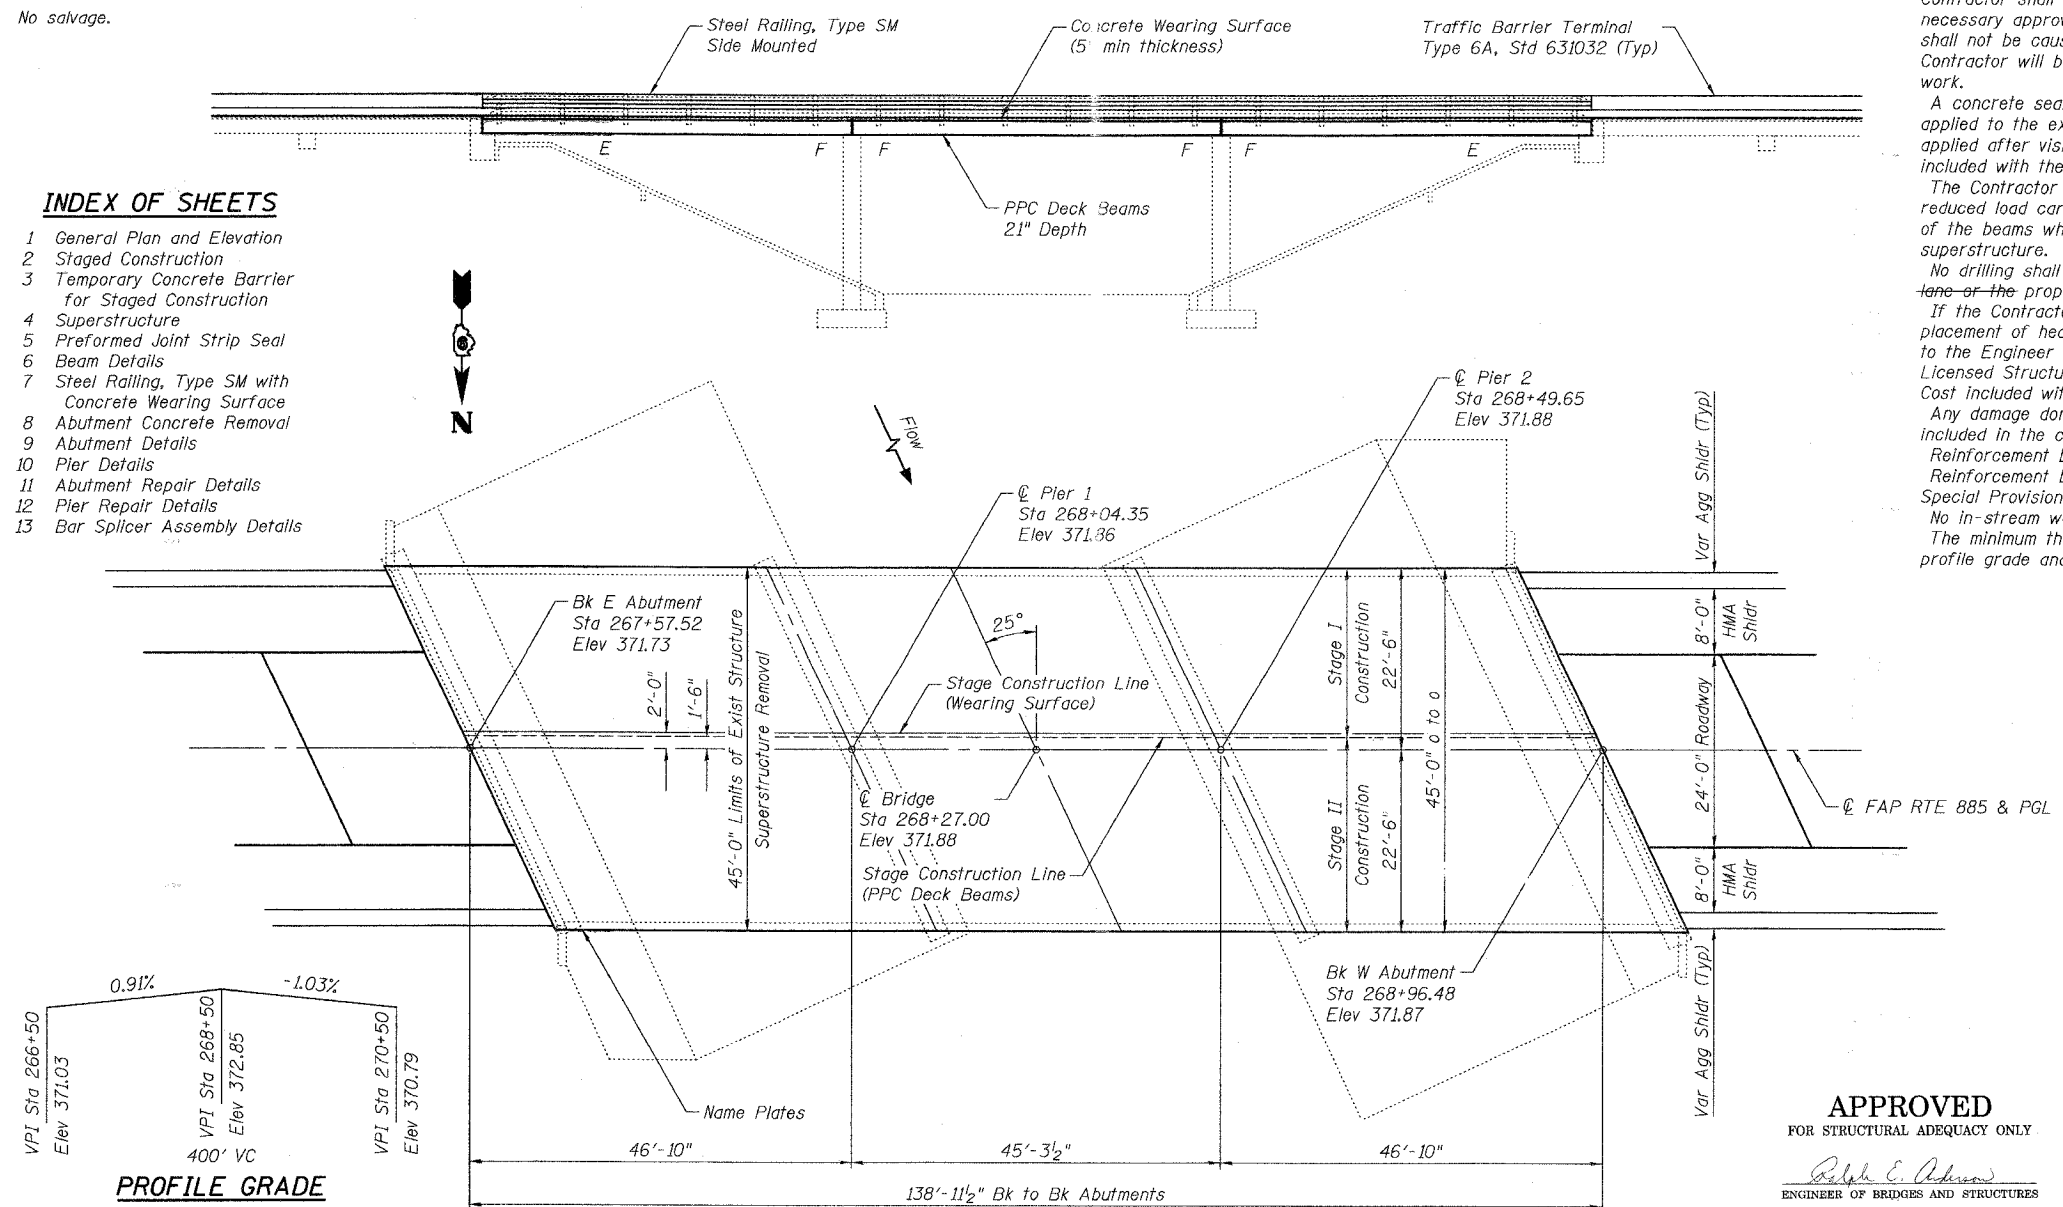 No salvage.
Steel Railing, Type SM
Side Mounted
Concrete Wearing Surface
(5" min thickness)
Traffic Barrier Terminal
Type 6A, Std 631032 (Typ)
necessary approv
shall not be caus
Contractor will b
work.
A concrete sea
applied to the ex
applied after visi
included with the
The Contractor
reduced load car
of the beams wh
superstructure.
No drilling shall
lane or the prop
If the Contracto
placement of hea
to the Engineer
Licensed Structu
Cost included wit
Any damage don
included in the c
Reinforcement
Reinforcement
Special Provision
No in-stream w
The minimum th
profile grade and
E
F
F
F
F
E
PPC Deck Beams
21" Depth
INDEX OF SHEETS
1 General Plan and Elevation
2 Staged Construction
3 Temporary Concrete Barrier
for Staged Construction
4 Superstructure
5 Preformed Joint Strip Seal
6 Beam Details
7 Steel Railing, Type SM with
Concrete Wearing Surface
8 Abutment Concrete Removal
9 Abutment Details
10 Pier Details
11 Abutment Repair Details
12 Pier Repair Details
13 Bar Splicer Assembly Details
6
N
Flow
℄ Pier 1
Sta 268+04.35
Elev 371.86
℄ Pier 2
Sta 268+49.65
Elev 371.88
Bk E Abutment
Sta 267+57.52
Elev 371.73
25°
2'-0"
1'-6"
45'-0" Limits of Exist Structure
Superstructure Removal
Stage Construction Line
(Wearing Surface)
℄ Bridge
Sta 268+27.00
Elev 371.88
Stage Construction Line
(PPC Deck Beams)
Stage I
Construction
22'-6"
Stage II
Construction
22'-6"
45'-0" o to o
Var Agg Shldr (Typ)
8'-0"
HMA
Shldr
24'-0" Roadway
8'-0"
HMA
Shldr
Var Agg Shldr (Typ)
℄ FAP RTE 885 & PGL
Bk W Abutment
Sta 268+96.48
Elev 371.87
Name Plates
46'-10"
45'-3½"
46'-10"
138'-11½" Bk to Bk Abutments
0.91%
-1.03%
VPI Sta 266+50
Elev 371.03
VPI Sta 268+50
Elev 372.85
VPI Sta 270+50
Elev 370.79
400' VC
PROFILE GRADE
APPROVED
FOR STRUCTURAL ADEQUACY ONLY
Ralph E. Anderson
ENGINEER OF BRIDGES AND STRUCTURES